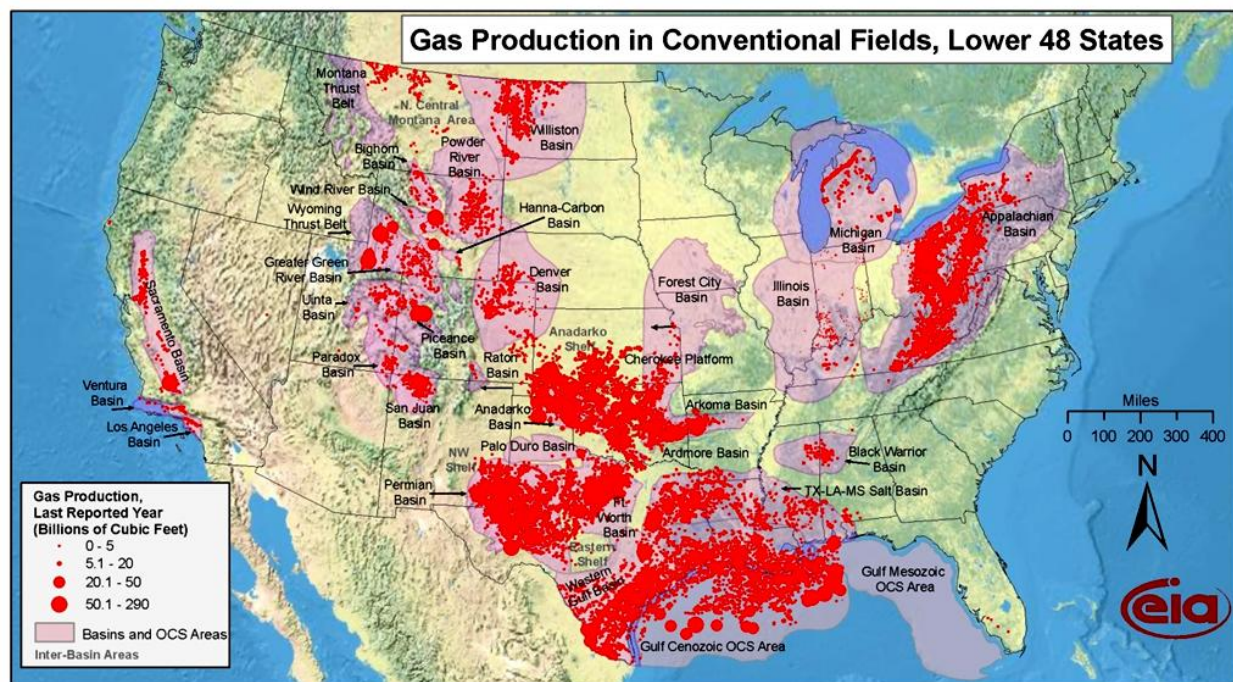 Gas Production in Conventional Fields, Lower 48 States
Montana
Thrust Belt
N. Central
Montana Area
Williston
Basin
Powder
River
Basin
Bighorn
Basin
Wind River Basin
Wyoming
Thrust Belt
Hanna-Carbon
Basin
Greater Green
River Basin
Uinta
Basin
Piceance
Basin
Denver
Basin
Forest City
Basin
Illinois
Basin
Michigan
Basin
Appalachian
Basin
Sacramento Basin
Paradox
Basin
Raton
Basin
Anadarko
Shelf
Cherokee Platform
Ventura
Basin
Los Angeles
Basin
San Juan
Basin
Anadarko
Basin
Arkoma Basin
Palo Duro Basin
Ardmore Basin
Black Warrior
Basin
NW
Shelf
Permian
Basin
TX-LA-MS Salt Basin
Ft.
Worth
Basin
Eastern
Shelf
Western
Gulf Basin
Gulf Mesozoic
OCS Area
Gulf Cenozoic OCS Area
Miles
0 100 200 300 400
N
eia
Gas Production,
Last Reported Year
(Billions of Cubic Feet)
0 - 5
5.1 - 20
20.1 - 50
50.1 - 290
Basins and OCS Areas
Inter-Basin Areas